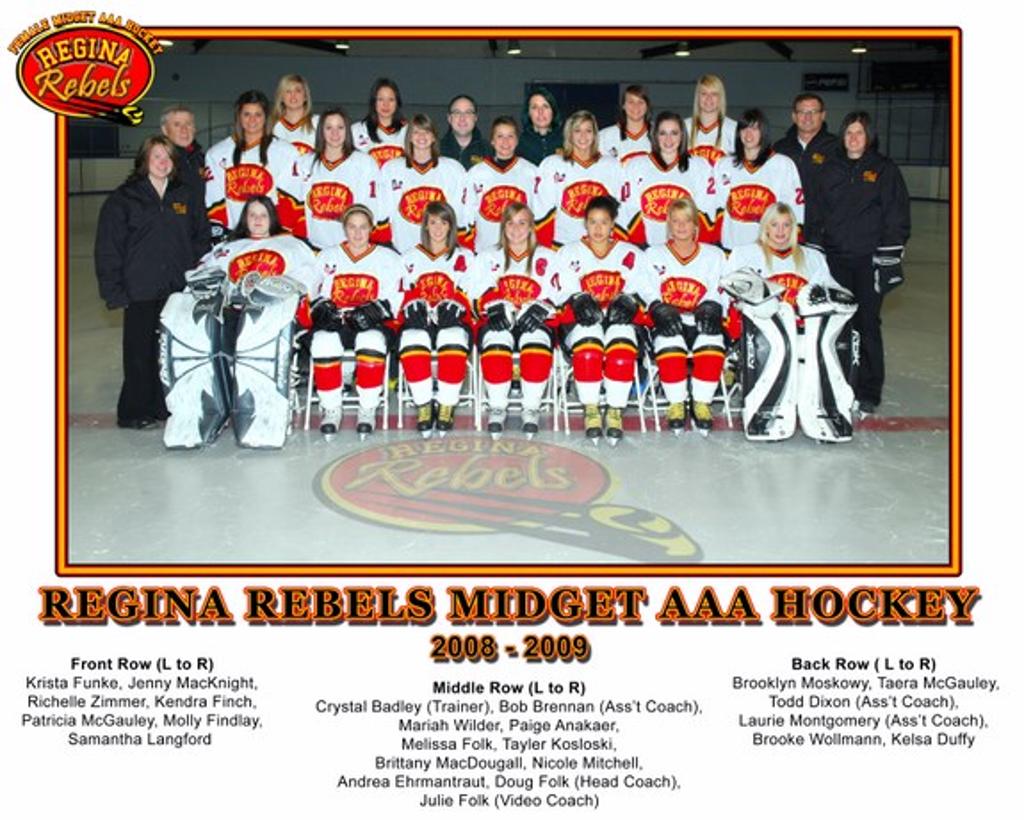 FEMALE MIDGET AAA HOCKEY
REGINA
Rebels
REGINA
Rebels
REGINA REBELS MIDGET AAA HOCKEY
2008 - 2009
Front Row (L to R)
Krista Funke, Jenny MacKnight,
Richelle Zimmer, Kendra Finch,
Patricia McGauley, Molly Findlay,
Samantha Langford
Middle Row (L to R)
Crystal Badley (Trainer), Bob Brennan (Ass't Coach),
Mariah Wilder, Paige Anakaer,
Melissa Folk, Tayler Kosloski,
Brittany MacDougall, Nicole Mitchell,
Andrea Ehrmantraut, Doug Folk (Head Coach),
Julie Folk (Video Coach)
Back Row ( L to R)
Brooklyn Moskowy, Taera McGauley,
Todd Dixon (Ass't Coach),
Laurie Montgomery (Ass't Coach),
Brooke Wollmann, Kelsa Duffy